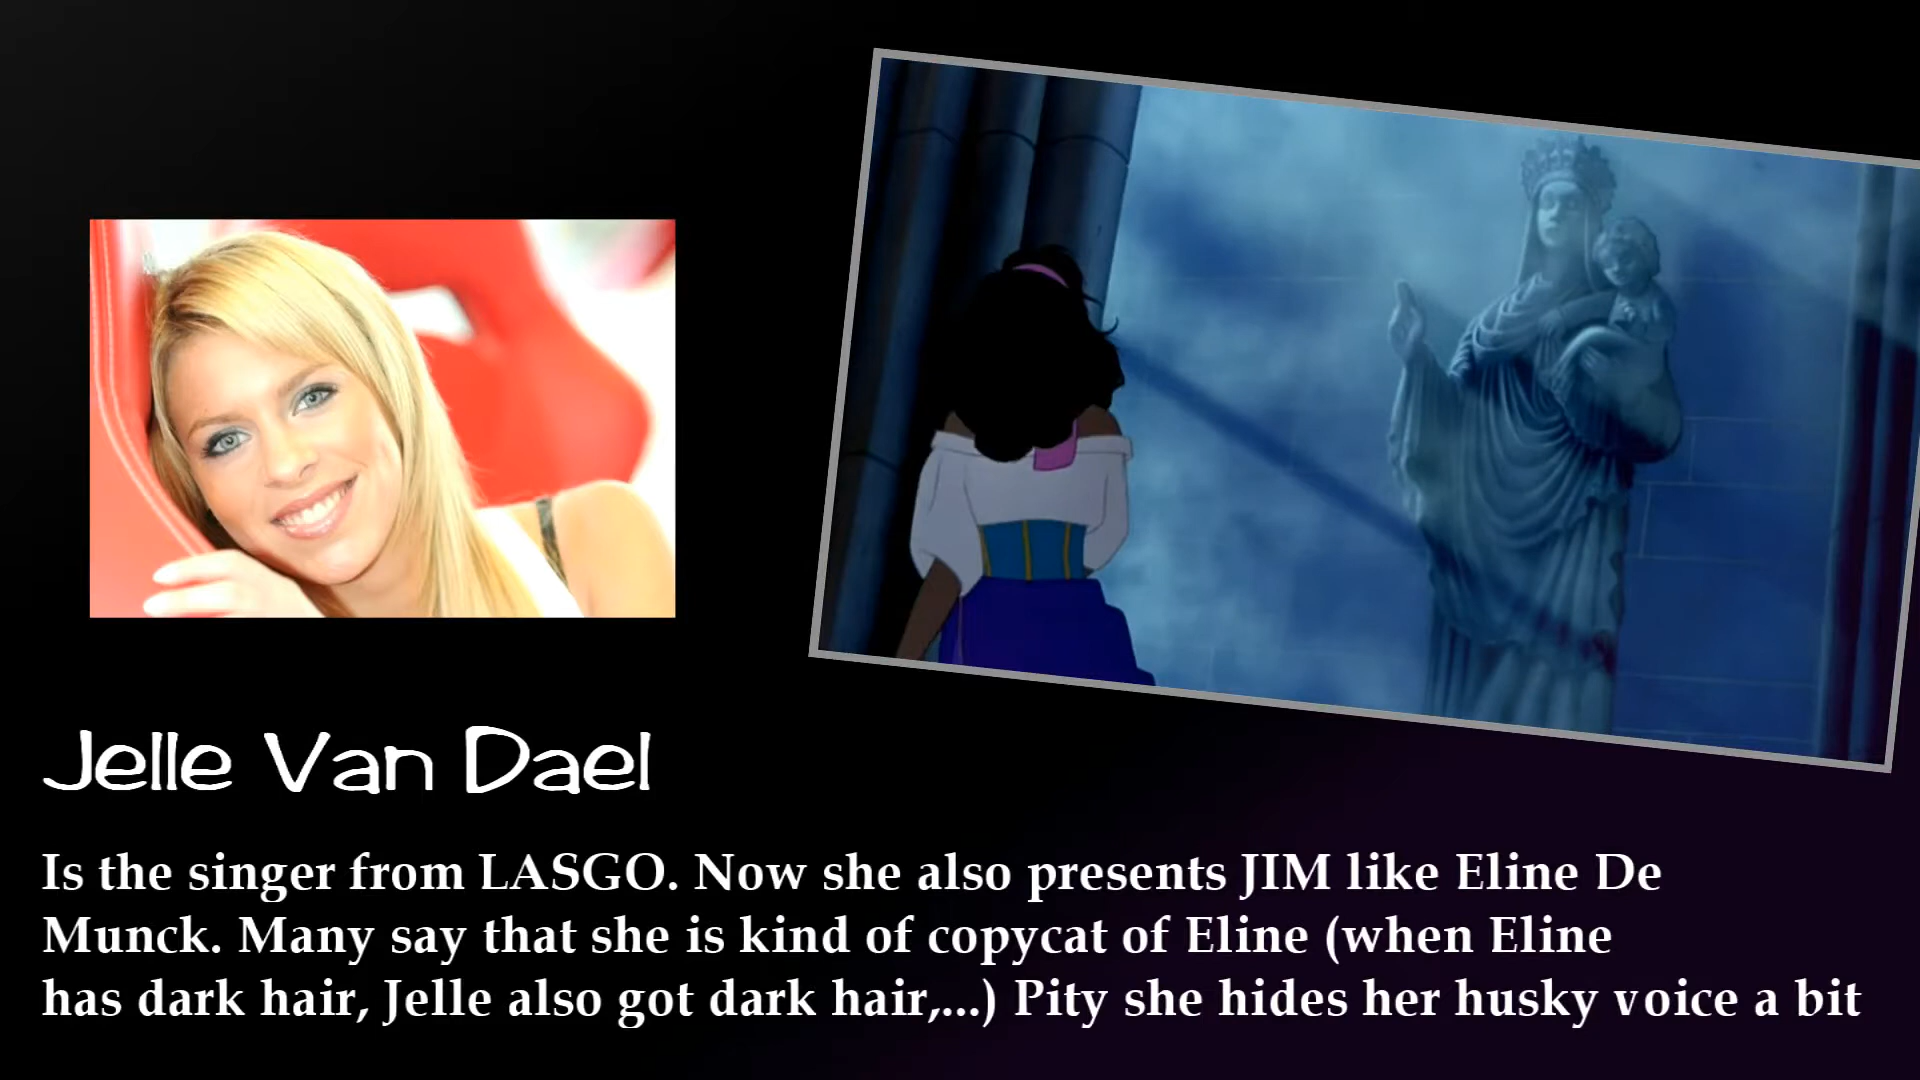 Jelle Van Dael
Is the singer from LASGO. Now she also presents JIM like Eline De
Munck. Many say that she is kind of copycat of Eline (when Eline
has dark hair, Jelle also got dark hair,...) Pity she hides her husky voice a bit